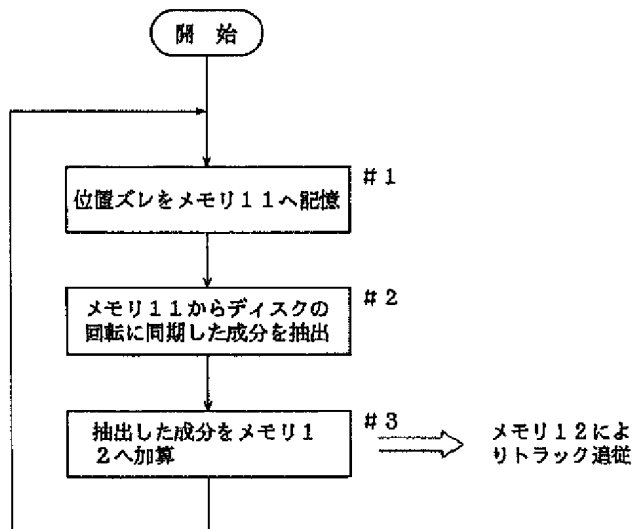 開 始
#1
位置ズレをメモリ11へ記憶
#2
メモリ11からディスクの
回転に同期した成分を抽出
#3
抽出した成分をメモリ1
2へ加算
メモリ12によ
りトラック追従